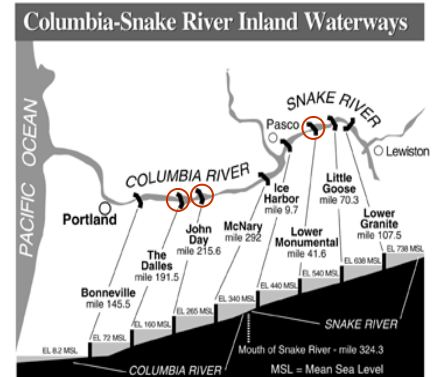 Columbia-Snake River Inland Waterways
PACIFIC OCEAN
SNAKE RIVER
Pasco
Lewiston
COLUMBIA RIVER
Portland
Bonneville
mile 145.5
The
Dalles
mile 191.5
John
Day
mile 215.6
McNary
mile 292
Ice
Harbor
mile 9.7
Lower
Monumental
mile 41.6
Little
Goose
mile 70.3
Lower
Granite
mile 107.5
EL 8.2 MSL
EL 72 MSL
EL 160 MSL
EL 265 MSL
EL 340 MSL
EL 440 MSL
EL 540 MSL
EL 638 MSL
EL 738 MSL
SNAKE RIVER
Mouth of Snake River - mile 324.3
COLUMBIA RIVER
MSL = Mean Sea Level